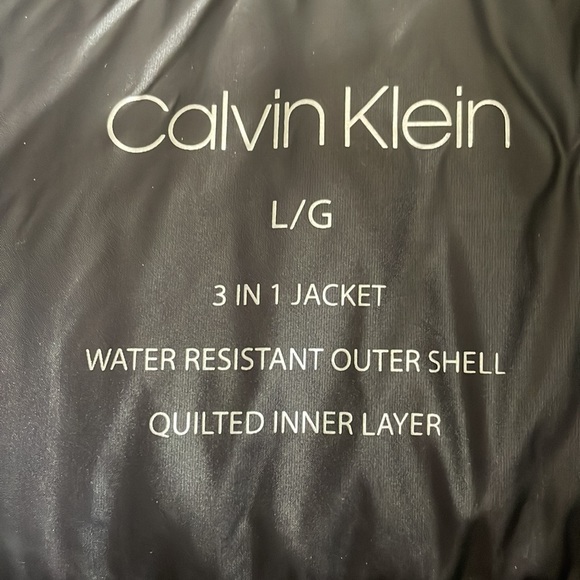 Calvin Klein
L/G
3 IN 1 JACKET
WATER RESISTANT OUTER SHELL
QUILTED INNER LAYER